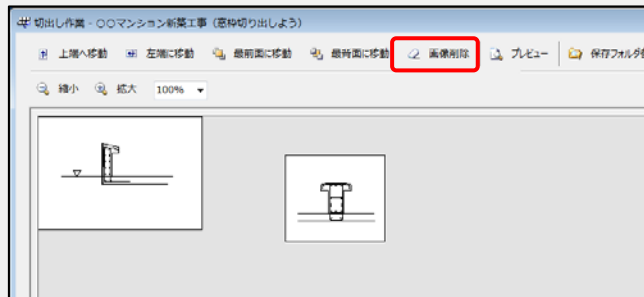 切出し作業 - 〇〇マンション新築工事（窓枠切り出しよう）
上端へ移動 左端に移動 最前面に移動 最背面に移動 画像削除 プレビュー 保存フォルダ
縮小 拡大 100%